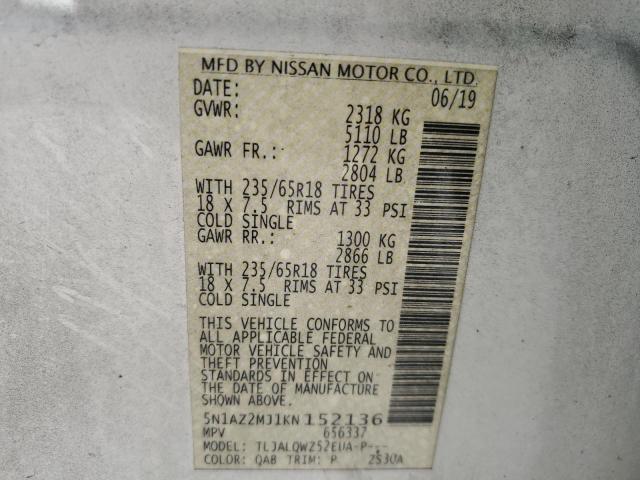 MFD BY NISSAN MOTOR CO., LTD.
DATE: 06/19
GVWR: 2318 KG
5110 LB
GAWR FR.: 1272 KG
2804 LB
WITH 235/65R18 TIRES
18 X 7.5 RIMS AT 33 PSI
COLD SINGLE
GAWR RR.: 1300 KG
2866 LB
WITH 235/65R18 TIRES
18 X 7.5 RIMS AT 33 PSI
COLD SINGLE
THIS VEHICLE CONFORMS TO
ALL APPLICABLE FEDERAL
MOTOR VEHICLE SAFETY AND
THEFT PREVENTION
STANDARDS IN EFFECT ON
THE DATE OF MANUFACTURE
SHOWN ABOVE.
5N1AZ2MJ1KN152136
MPV 656337
MODEL:
COLOR: QAB TRIM: P